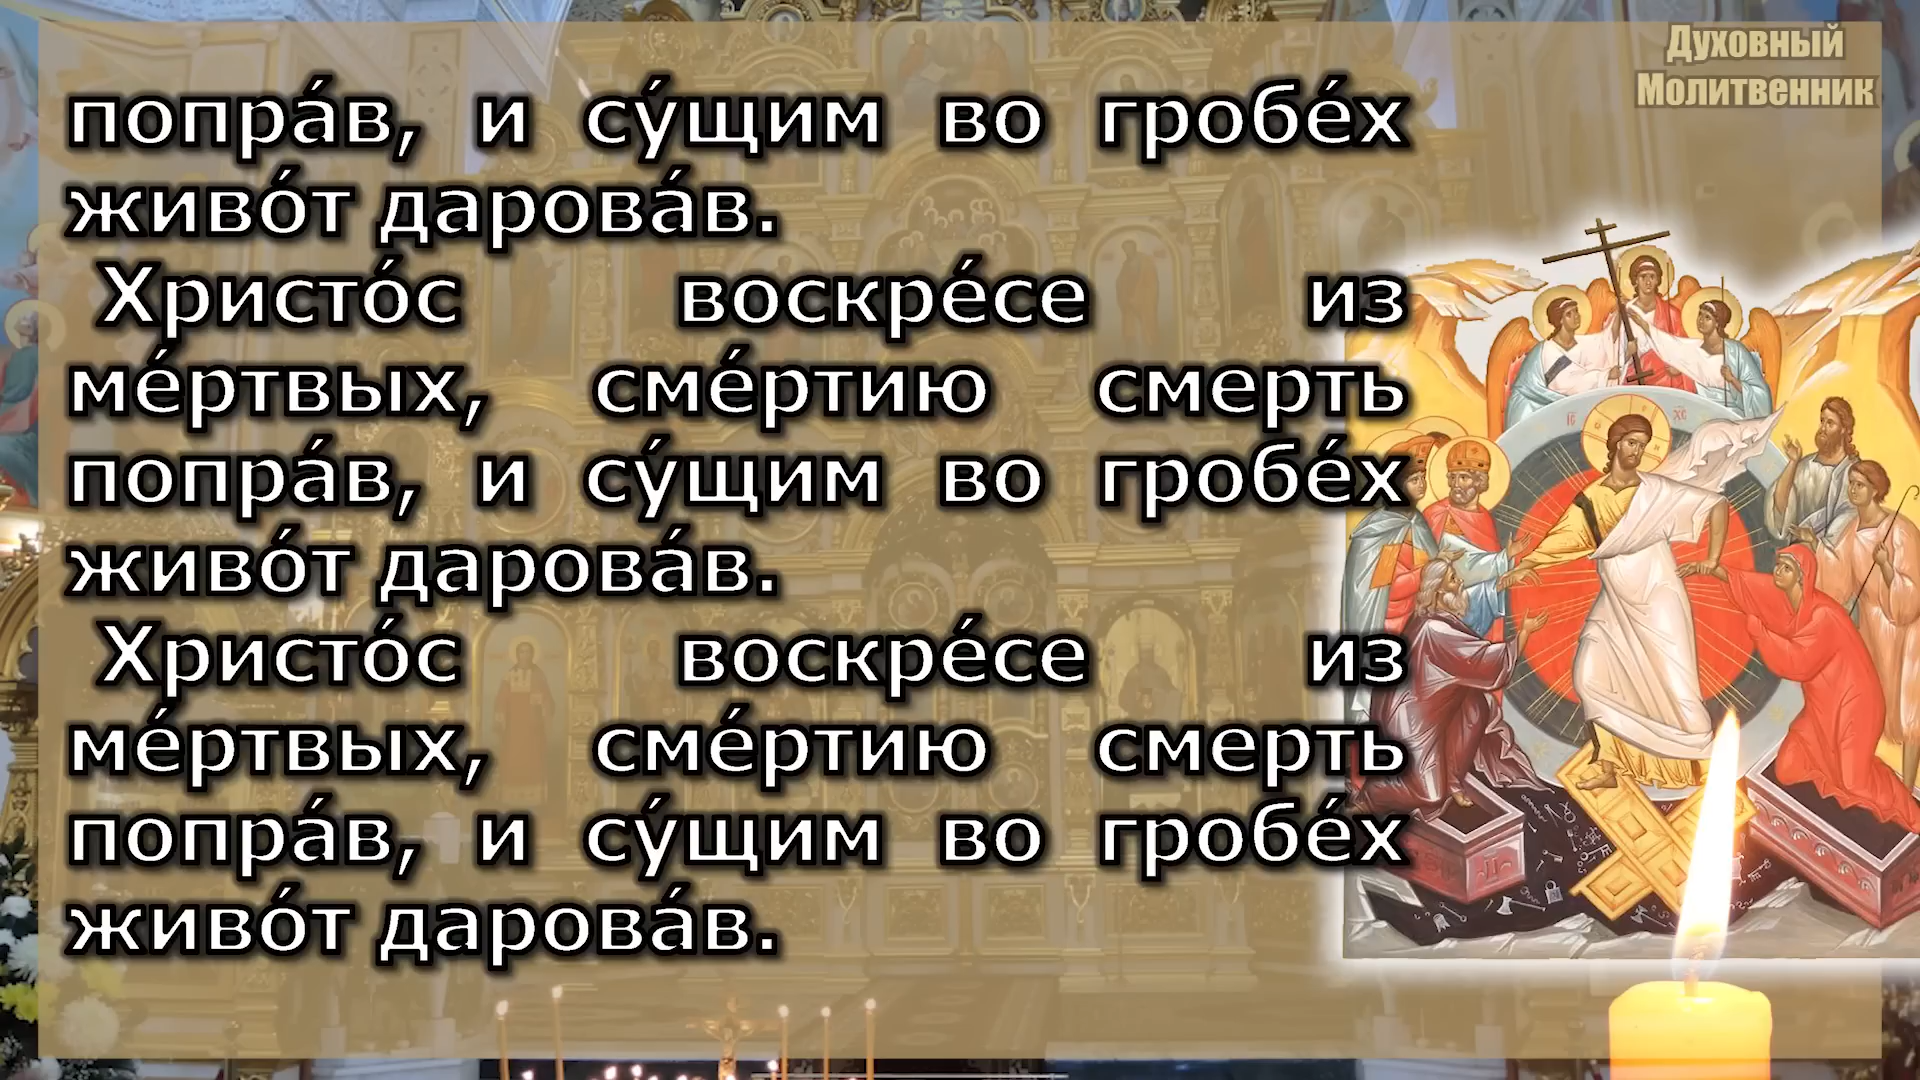 Духовный
Молитвенник
попра́в, и су́щим во гробе́х
живо́т дарова́в.
Христо́с воскре́се из
ме́ртвых, сме́ртию смерть
попра́в, и су́щим во гробе́х
живо́т дарова́в.
Христо́с воскре́се из
ме́ртвых, сме́ртию смерть
попра́в, и су́щим во гробе́х
живо́т дарова́в.
IC XC